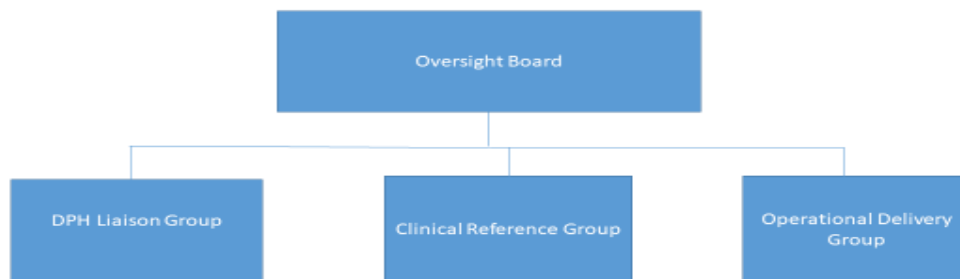 Oversight Board
DPH Liaison Group
Clinical Reference Group
Operational Delivery
Group